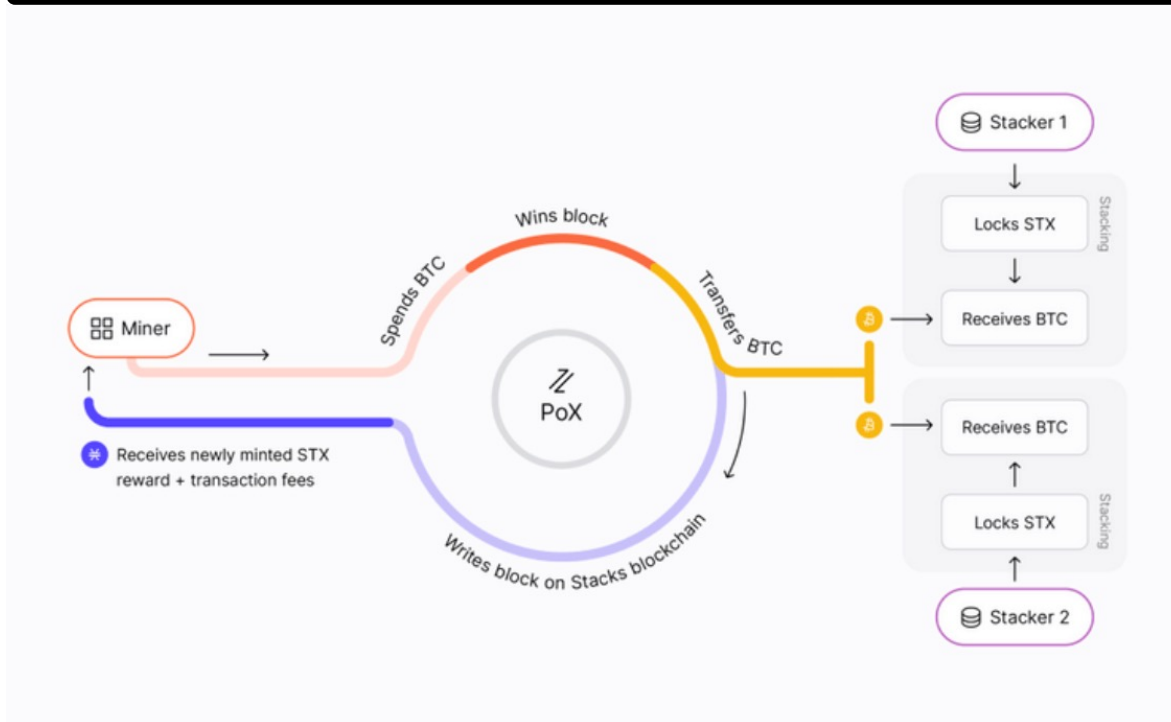 Stacker 1
Locks STX
Stacking
Receives BTC
Wins block
Spends BTC
Transfers BTC
Miner
PoX
Receives newly minted STX
reward + transaction fees
Writes block on Stacks blockchain
Receives BTC
Locks STX
Stacking
Stacker 2